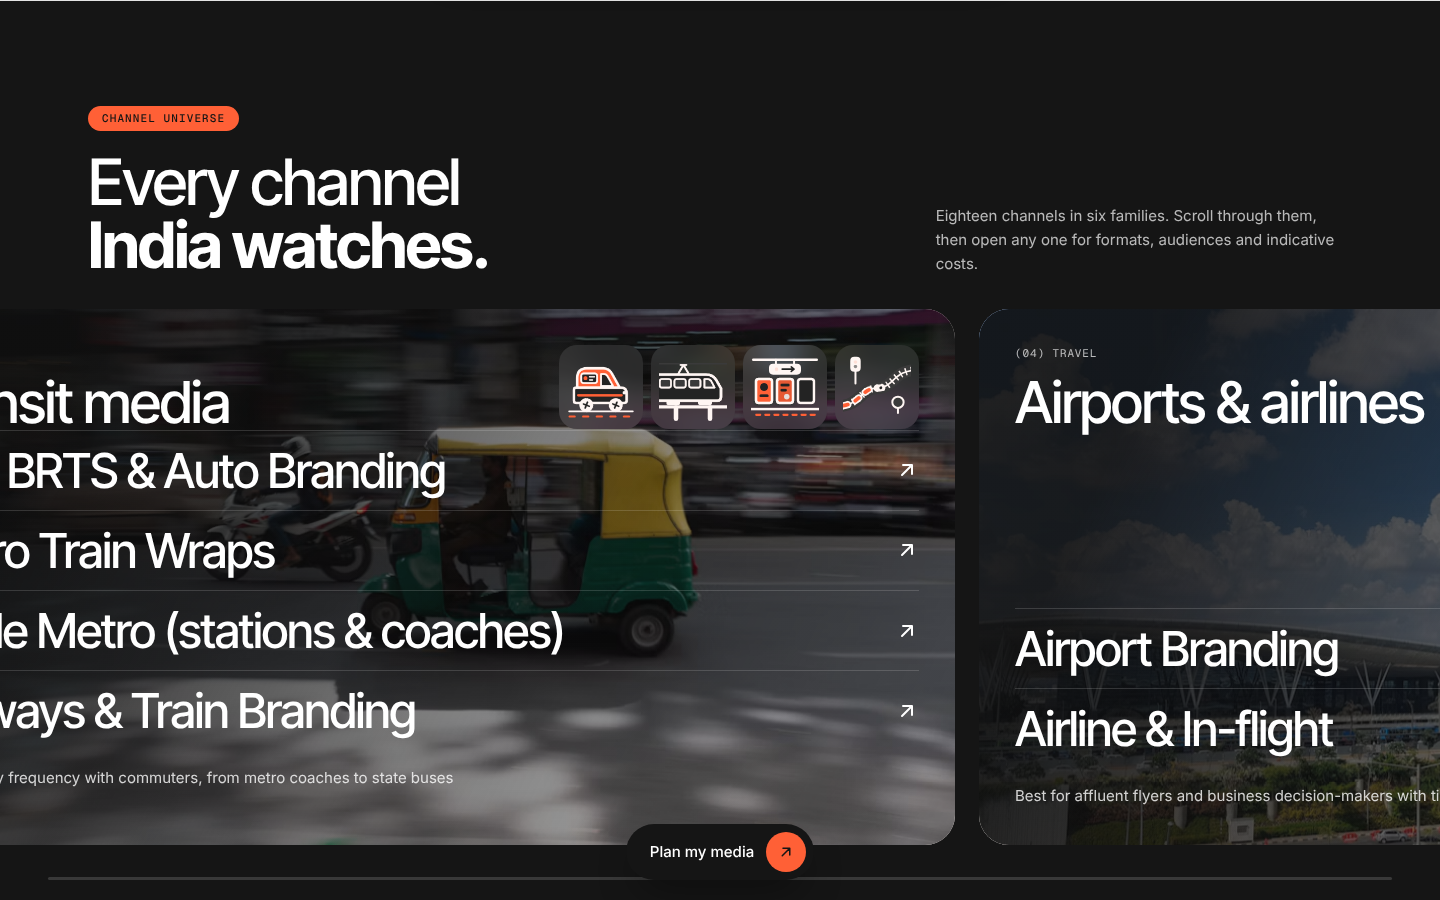 CHANNEL UNIVERSE
Every channel
India watches.
Eighteen channels in six families. Scroll through them,
then open any one for formats, audiences and indicative
costs.
nsit media
BRTS & Auto Branding
ro Train Wraps
le Metro (stations & coaches)
ways & Train Branding
y frequency with commuters, from metro coaches to state buses
(04) TRAVEL
Airports & airlines
Airport Branding
Airline & In-flight
Best for affluent flyers and business decision-makers with ti
Plan my media